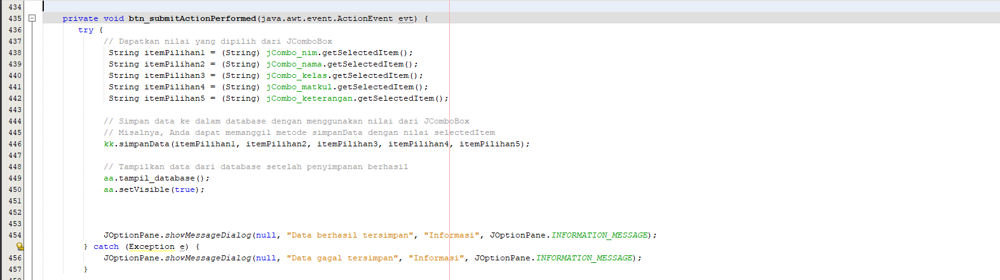 434
435 private void btn_submitActionPerformed(java.awt.event.ActionEvent evt) {
436 try {
437 // Dapatkan nilai yang dipilih dari JComboBox
438 String itemPilihan1 = (String) jCombo_nim.getSelectedItem();
439 String itemPilihan2 = (String) jCombo_nama.getSelectedItem();
440 String itemPilihan3 = (String) jCombo_kelas.getSelectedItem();
441 String itemPilihan4 = (String) jCombo_matkul.getSelectedItem();
442 String itemPilihan5 = (String) jCombo_keterangan.getSelectedItem();
443
444 // Simpan data ke dalam database dengan menggunakan nilai dari JComboBox
445 // Misalnya, Anda dapat memanggil metode simpanData dengan nilai selectedItem
446 kk.simpanData(itemPilihan1, itemPilihan2, itemPilihan3, itemPilihan4, itemPilihan5);
447
448 // Tampilkan data dari database setelah penyimpanan berhasil
449 aa.tampil_database();
450 aa.setVisible(true);
451
452
453
454 JOptionPane.showMessageDialog(null, "Data berhasil tersimpan", "Informasi", JOptionPane.INFORMATION_MESSAGE);
} catch (Exception e) {
456 JOptionPane.showMessageDialog(null, "Data gagal tersimpan", "Informasi", JOptionPane.INFORMATION_MESSAGE);
457 }